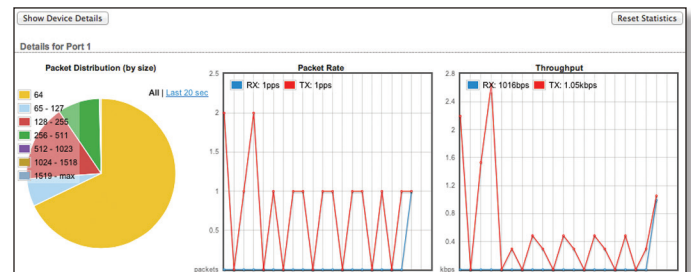 Show Device Details
Reset Statistics
Details for Port 1
Packet Distribution (by size)
64
65 - 127
128 - 255
256 - 511
512 - 1023
1024 - 1518
1519 - max
All | Last 20 sec
Packet Rate
RX: 1pps TX: 1pps
2.5
2
1.5
1
0.5
packets
Throughput
RX: 1016bps TX: 1.05kbps
2.8
2.4
2
1.6
1.2
0.8
0.4
kbps